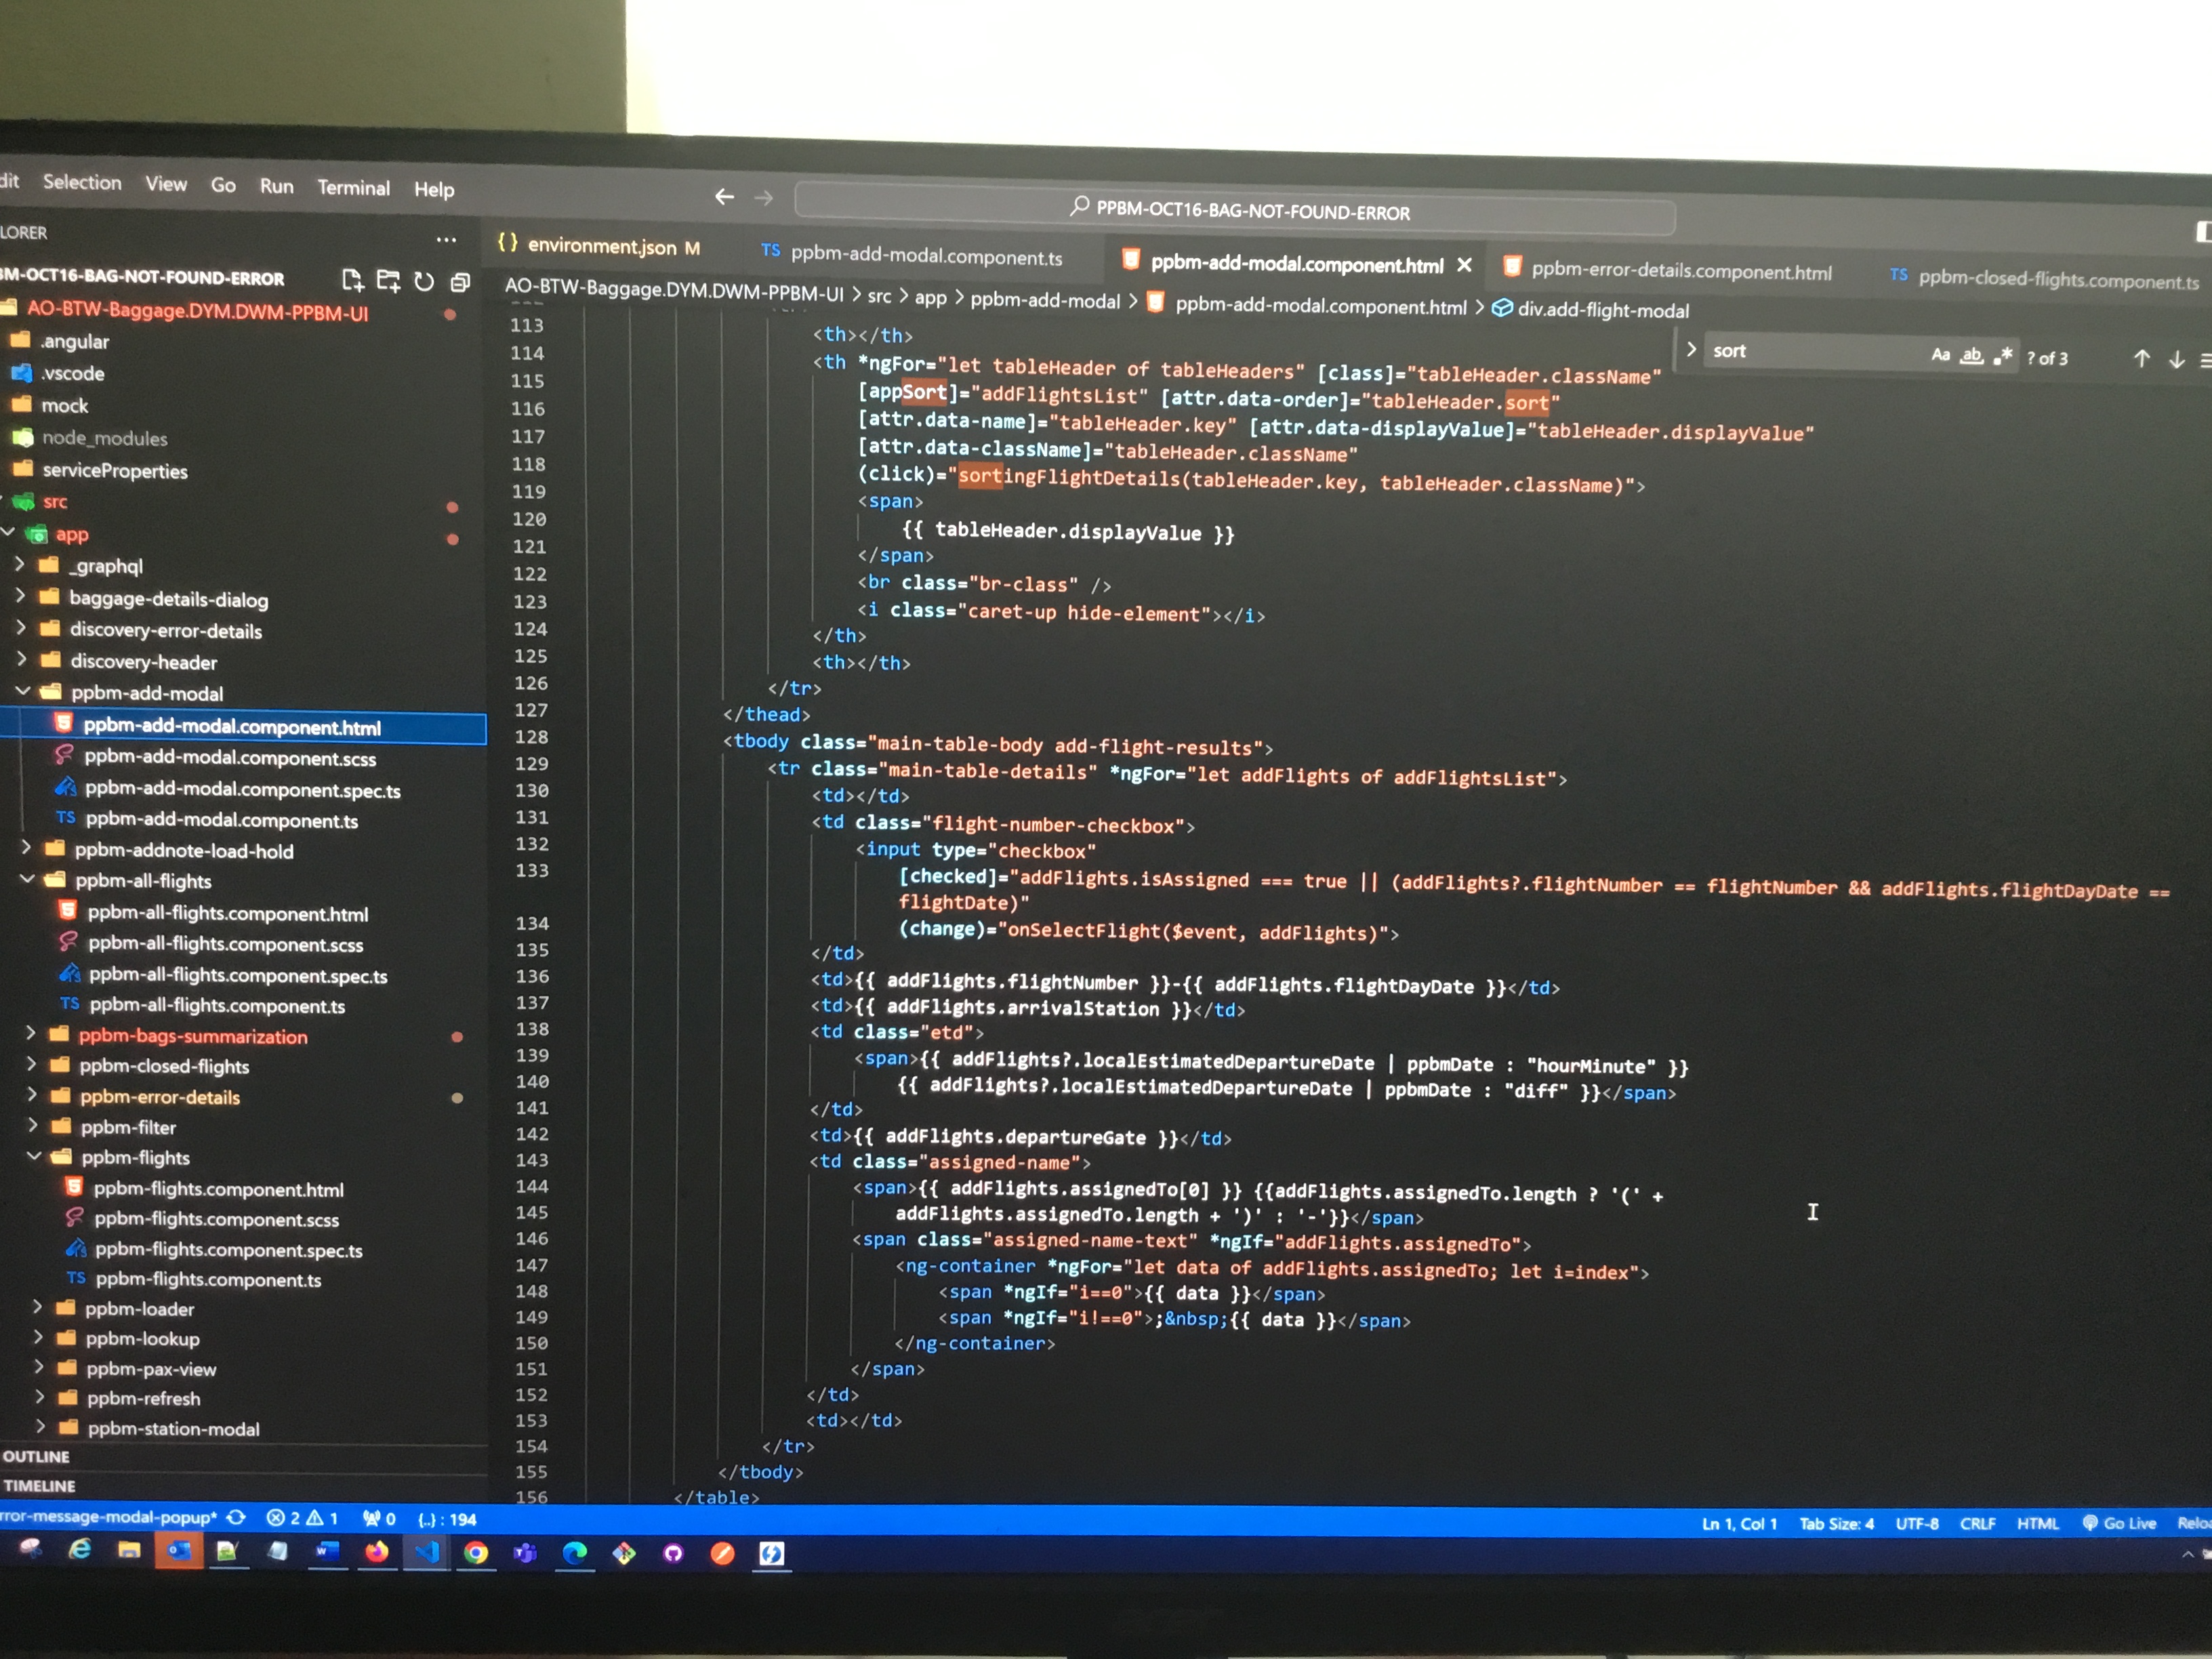 dit Selection View Go Run Terminal Help
PPBM-OCT16-BAG-NOT-FOUND-ERROR
LORER
...
BM-OCT16-BAG-NOT-FOUND-ERROR
AO-BTW-Baggage.DYM.DWM-PPBM-UI
.angular
.vscode
mock
node_modules
serviceProperties
src
app
_graphql
baggage-details-dialog
discovery-error-details
discovery-header
ppbm-add-modal
ppbm-add-modal.component.html
ppbm-add-modal.component.scss
ppbm-add-modal.component.spec.ts
TS ppbm-add-modal.component.ts
ppbm-addnote-load-hold
ppbm-all-flights
ppbm-all-flights.component.html
ppbm-all-flights.component.scss
ppbm-all-flights.component.spec.ts
TS ppbm-all-flights.component.ts
ppbm-bags-summarization
ppbm-closed-flights
ppbm-error-details
ppbm-filter
ppbm-flights
ppbm-flights.component.html
ppbm-flights.component.scss
ppbm-flights.component.spec.ts
TS ppbm-flights.component.ts
ppbm-loader
ppbm-lookup
ppbm-pax-view
ppbm-refresh
ppbm-station-modal
OUTLINE
TIMELINE
{} environment.json M
TS ppbm-add-modal.component.ts
ppbm-add-modal.component.html
ppbm-error-details.component.html
TS ppbm-closed-flights.component.ts
AO-BTW-Baggage.DYM.DWM-PPBM-UI > src > app > ppbm-add-modal > ppbm-add-modal.component.html > div.add-flight-modal
sort Aa ab .* ? of 3
113 <th></th>
114 <th *ngFor="let tableHeader of tableHeaders" [class]="tableHeader.className"
115 [appSort]="addFlightsList" [attr.data-order]="tableHeader.sort"
116 [attr.data-name]="tableHeader.key" [attr.data-displayValue]="tableHeader.displayValue"
117 [attr.data-className]="tableHeader.className"
118 (click)="sortingFlightDetails(tableHeader.key, tableHeader.className)">
119 <span>
120 {{ tableHeader.displayValue }}
121 </span>
122 <br class="br-class" />
123 <i class="caret-up hide-element"></i>
124 </th>
125 <th></th>
126 </tr>
127 </thead>
128 <tbody class="main-table-body add-flight-results">
129 <tr class="main-table-details" *ngFor="let addFlights of addFlightsList">
130 <td></td>
131 <td class="flight-number-checkbox">
132 <input type="checkbox"
133 [checked]="addFlights.isAssigned === true || (addFlights?.flightNumber == flightNumber && addFlights.flightDayDate ==
flightDate)"
134 (change)="onSelectFlight($event, addFlights)">
135 </td>
136 <td>{{ addFlights.flightNumber }}-{{ addFlights.flightDayDate }}</td>
137 <td>{{ addFlights.arrivalStation }}</td>
138 <td class="etd">
139 <span>{{ addFlights?.localEstimatedDepartureDate | ppbmDate : "hourMinute" }}
140 {{ addFlights?.localEstimatedDepartureDate | ppbmDate : "diff" }}</span>
141 </td>
142 <td>{{ addFlights.departureGate }}</td>
143 <td class="assigned-name">
144 <span>{{ addFlights.assignedTo[0] }} {{addFlights.assignedTo.length ? '(' +
145 addFlights.assignedTo.length + ')' : '-'}}</span>
146 <span class="assigned-name-text" *ngIf="addFlights.assignedTo">
147 <ng-container *ngFor="let data of addFlights.assignedTo; let i=index">
148 <span *ngIf="i==0">{{ data }}</span>
149 <span *ngIf="i!==0">;&nbsp;{{ data }}</span>
150 </ng-container>
151 </span>
152 </td>
153 <td></td>
154 </tr>
155 </tbody>
156 </table>
rror-message-modal-popup* 2 1 0 {..} : 194
Ln 1, Col 1 Tab Size: 4 UTF-8 CRLF HTML Go Live Reloa